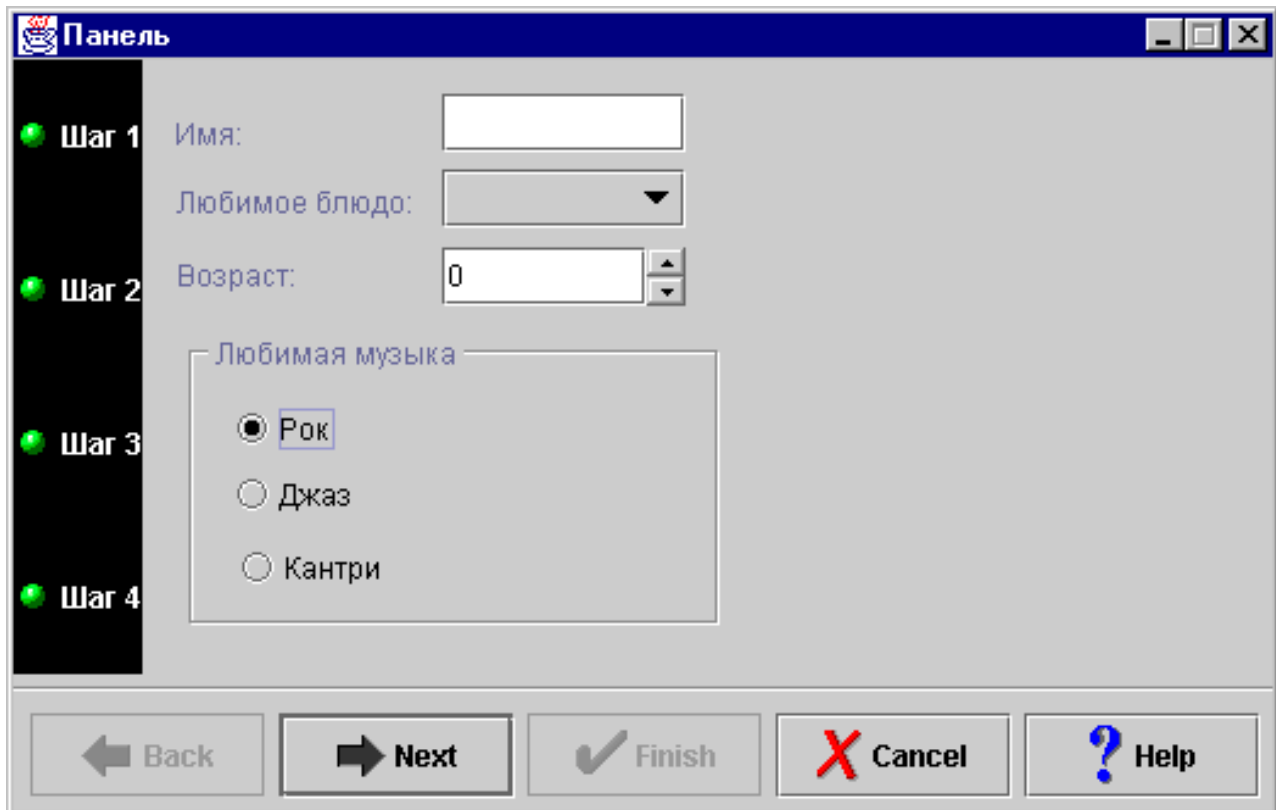 Панель
Шаг 1
Шаг 2
Шаг 3
Шаг 4
Имя:
Любимое блюдо:
Возраст: 0
Любимая музыка
Рок
Джаз
Кантри
Back Next Finish Cancel Help